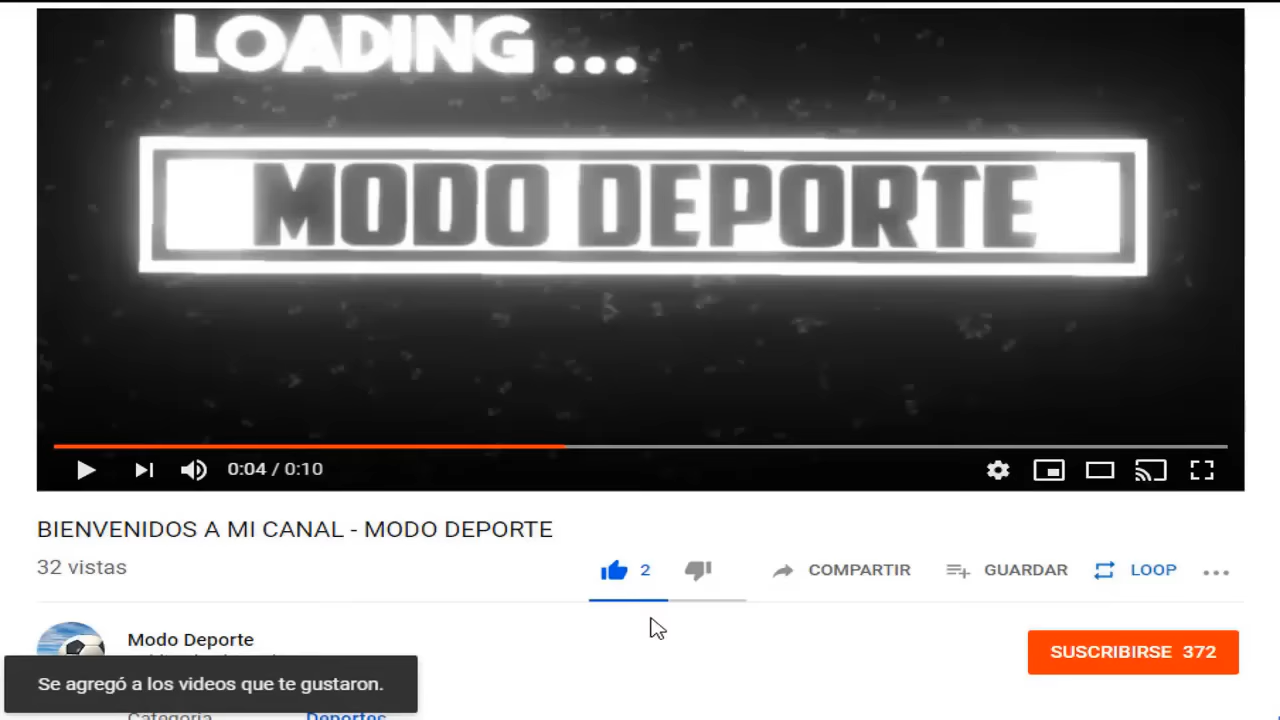 LOADING ...
MODO DEPORTE
0:04 / 0:10
BIENVENIDOS A MI CANAL - MODO DEPORTE
32 vistas
2
COMPARTIR
GUARDAR
LOOP
Modo Deporte
SUSCRIBIRSE 372
Se agregó a los videos que te gustaron.
Categoría
Deportes